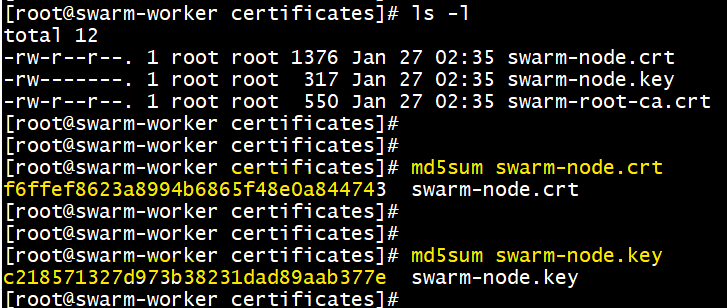 [root@swarm-worker certificates]# ls -l
total 12
-rw-r--r--. 1 root root 1376 Jan 27 02:35 swarm-node.crt
-rw-------. 1 root root  317 Jan 27 02:35 swarm-node.key
-rw-r--r--. 1 root root  550 Jan 27 02:35 swarm-root-ca.crt
[root@swarm-worker certificates]#
[root@swarm-worker certificates]#
[root@swarm-worker certificates]# md5sum swarm-node.crt
f6ffef8623a8994b6865f48e0a844743  swarm-node.crt
[root@swarm-worker certificates]#
[root@swarm-worker certificates]#
[root@swarm-worker certificates]# md5sum swarm-node.key
c218571327d973b38231dad89aab377e  swarm-node.key
[root@swarm-worker certificates]#